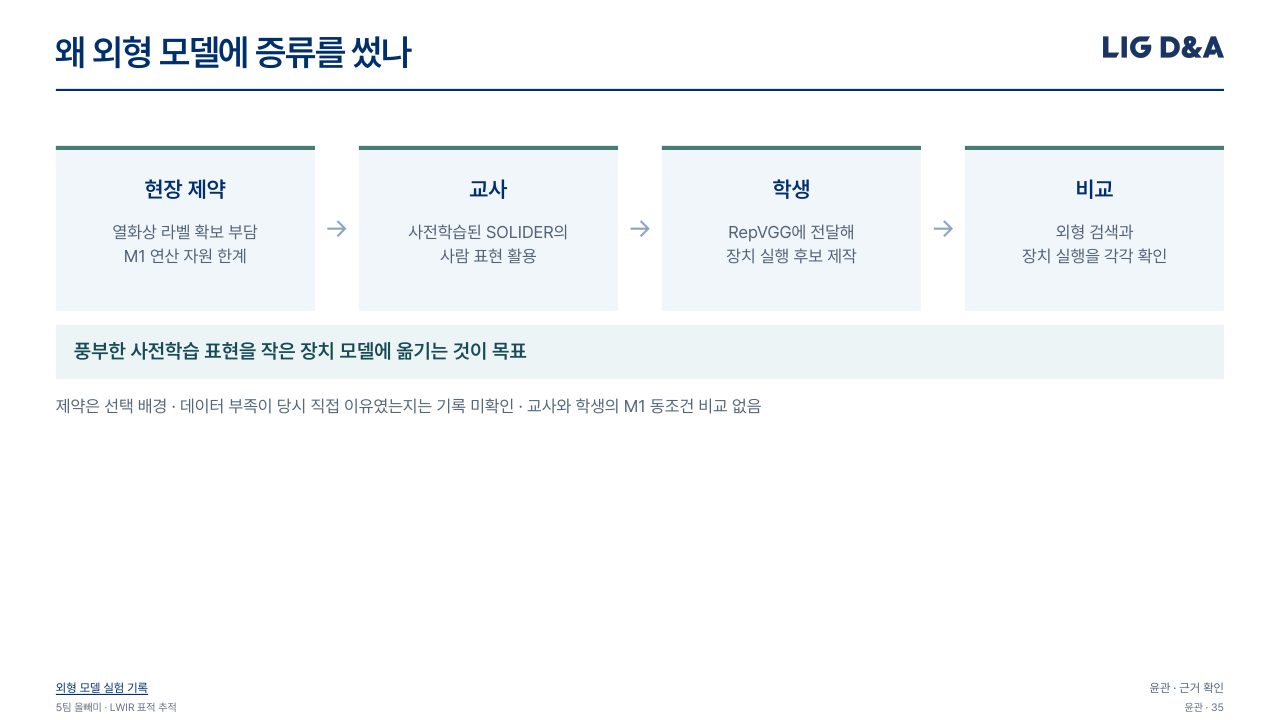 왜 외형 모델에 증류를 썼나
LIG D&A
현장 제약
열화상 라벨 확보 부담
M1 연산 자원 한계
→
교사
사전학습된 SOLIDER의
사람 표현 활용
→
학생
RepVGG에 전달해
장치 실행 후보 제작
→
비교
외형 검색과
장치 실행을 각각 확인
풍부한 사전학습 표현을 작은 장치 모델에 옮기는 것이 목표
제약은 선택 배경 · 데이터 부족이 당시 직접 이유였는지는 기록 미확인 · 교사와 학생의 M1 동조건 비교 없음
외형 모델 실험 기록
5팀 올빼미 · LWIR 표적 추적
윤관 · 근거 확인
윤관 · 35